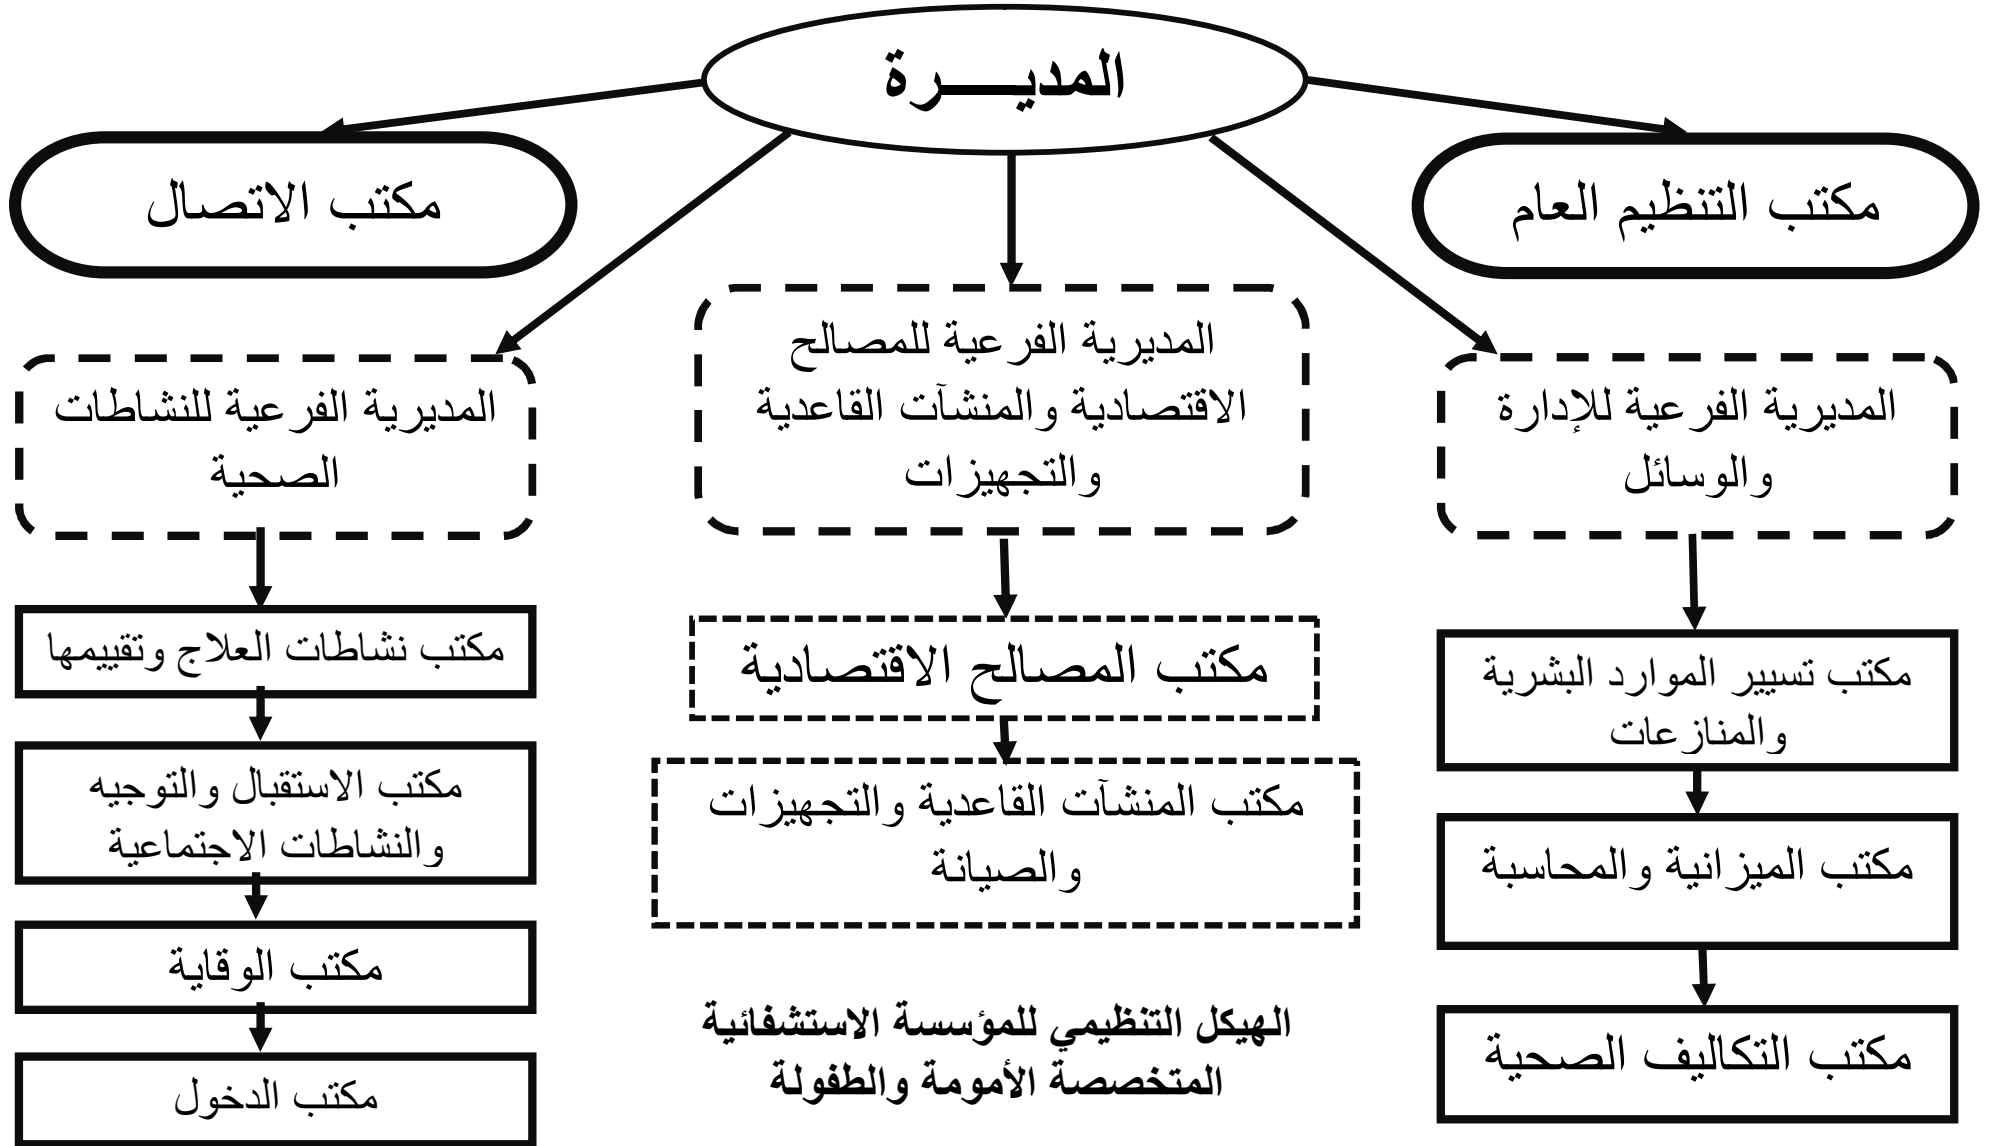 المديـــــرة
مكتب التنظيم العام
مكتب الاتصال
المديرية الفرعية للإدارة
والوسائل
المديرية الفرعية للمصالح
الاقتصادية والمنشآت القاعدية
والتجهيزات
المديرية الفرعية للنشاطات
الصحية
مكتب تسيير الموارد البشرية
والمنازعات
مكتب الميزانية والمحاسبة
مكتب التكاليف الصحية
مكتب المصالح الاقتصادية
مكتب المنشآت القاعدية والتجهيزات
والصيانة
مكتب نشاطات العلاج وتقييمها
مكتب الاستقبال والتوجيه
والنشاطات الاجتماعية
مكتب الوقاية
مكتب الدخول
الهيكل التنظيمي للمؤسسة الاستشفائية
المتخصصة الأمومة والطفولة